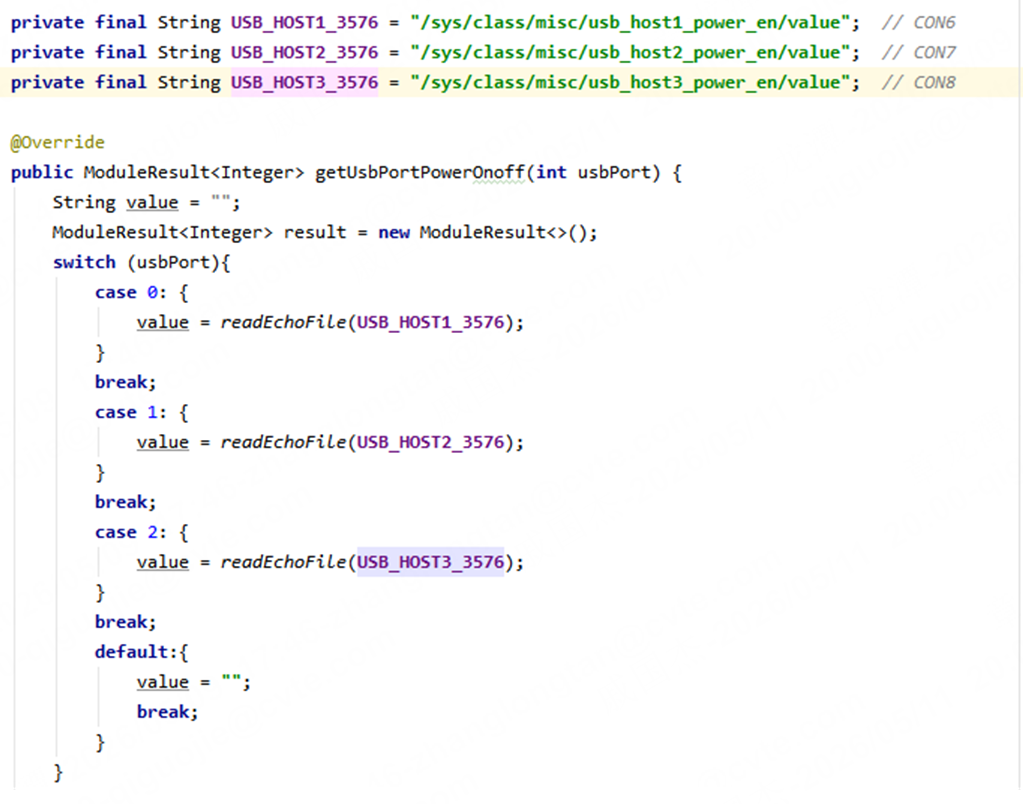 private final String USB_HOST1_3576 = "/sys/class/misc/usb_host1_power_en/value";  // CON6
private final String USB_HOST2_3576 = "/sys/class/misc/usb_host2_power_en/value";  // CON7
private final String USB_HOST3_3576 = "/sys/class/misc/usb_host3_power_en/value";  // CON8

@Override
public ModuleResult<Integer> getUsbPortPowerOnoff(int usbPort) {
    String value = "";
    ModuleResult<Integer> result = new ModuleResult<>();
    switch (usbPort){
        case 0: {
            value = readEchoFile(USB_HOST1_3576);
        }
        break;
        case 1: {
            value = readEchoFile(USB_HOST2_3576);
        }
        break;
        case 2: {
            value = readEchoFile(USB_HOST3_3576);
        }
        break;
        default:{
            value = "";
            break;
        }
    }